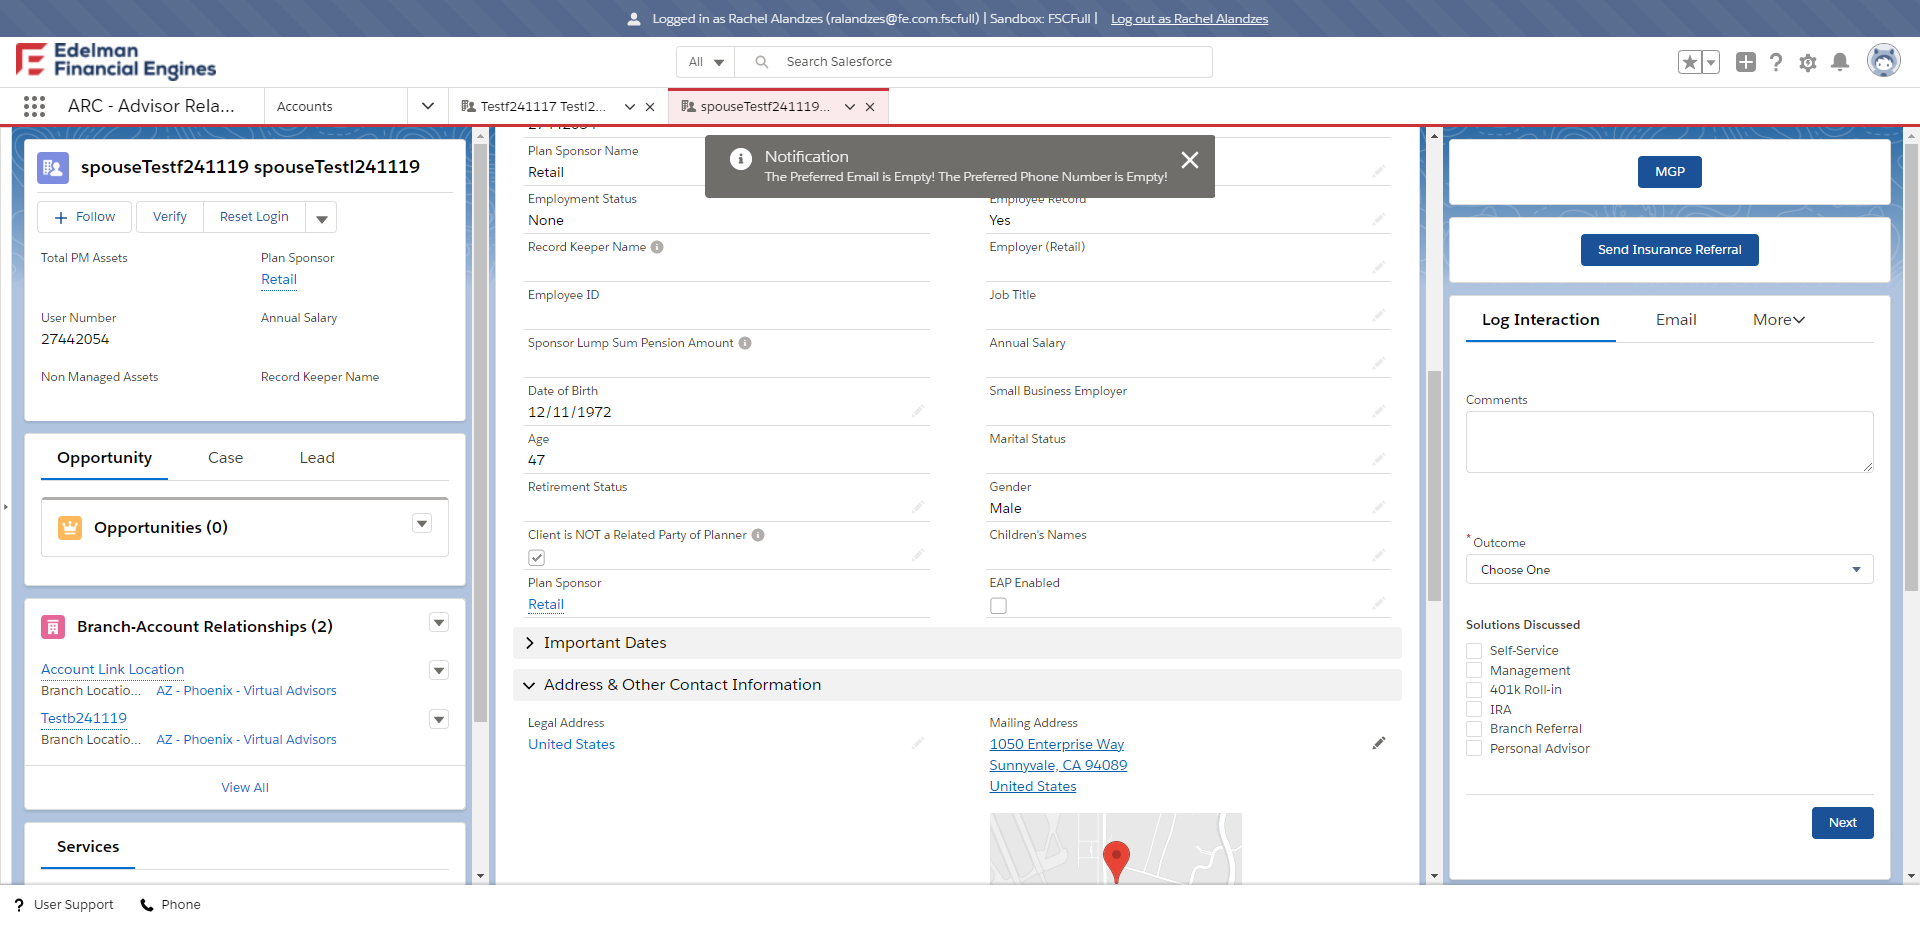 Logged in as Rachel Alandzes (ralandzes@fe.com.fscfull) | Sandbox: FSCFull | Log out as Rachel Alandzes
Edelman
Financial Engines
All
Search Salesforce
ARC - Advisor Rela...
Accounts
Testf241117 Testl2...
spouseTestf241119...
spouseTestf241119 spouseTestl241119
Follow
Verify
Reset Login
Total PM Assets
Plan Sponsor
Retail
User Number
27442054
Annual Salary
Non Managed Assets
Record Keeper Name
Opportunity
Case
Lead
Opportunities (0)
Branch-Account Relationships (2)
Account Link Location
Branch Locatio... AZ - Phoenix - Virtual Advisors
Testb241119
Branch Locatio... AZ - Phoenix - Virtual Advisors
View All
Services
Notification
The Preferred Email is Empty! The Preferred Phone Number is Empty!
27442054
Plan Sponsor Name
Retail
Employment Status
None
Employee Record
Yes
Record Keeper Name
Employer (Retail)
Employee ID
Job Title
Sponsor Lump Sum Pension Amount
Annual Salary
Date of Birth
12/11/1972
Small Business Employer
Age
47
Marital Status
Retirement Status
Gender
Male
Client is NOT a Related Party of Planner
Children's Names
Plan Sponsor
Retail
EAP Enabled
Important Dates
Address & Other Contact Information
Legal Address
United States
Mailing Address
1050 Enterprise Way
Sunnyvale, CA 94089
United States
MGP
Send Insurance Referral
Log Interaction
Email
More
Comments
* Outcome
Choose One
Solutions Discussed
Self-Service
Management
401k Roll-in
IRA
Branch Referral
Personal Advisor
Next
User Support
Phone